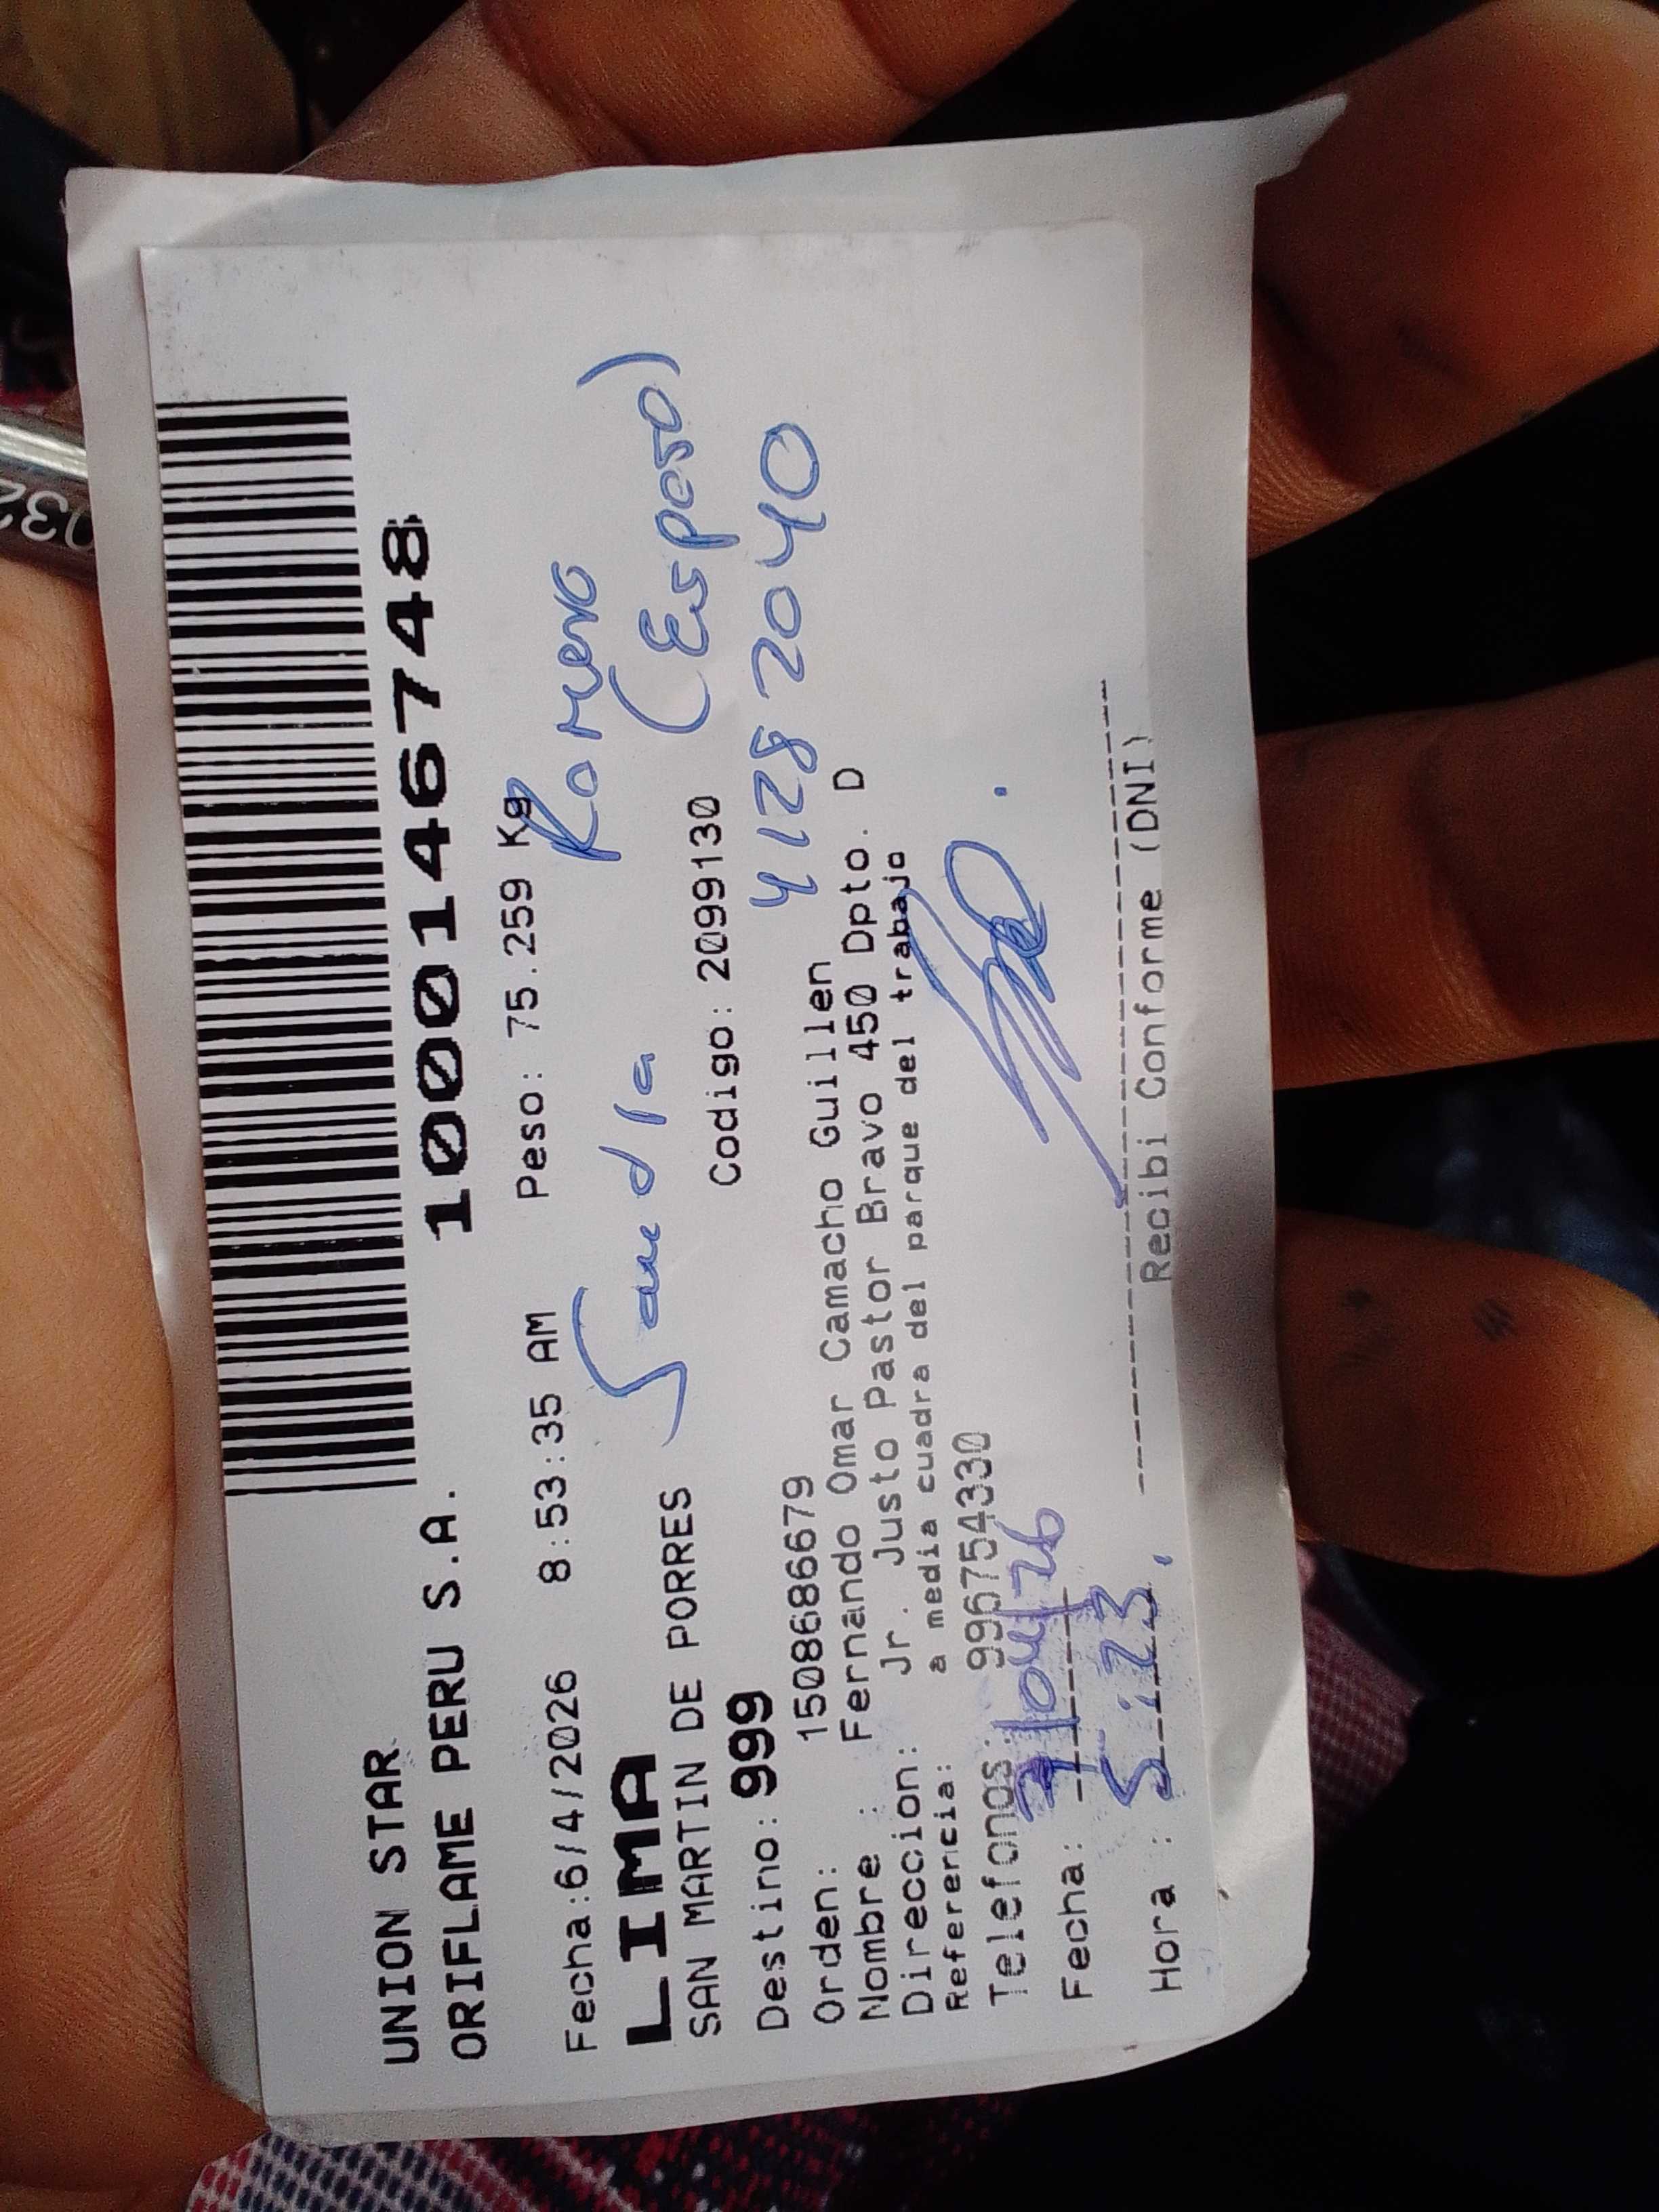 UNION STAR
ORIFLAME PERU S.A.
1000146748
Fecha:6/4/2026 8:53:35 AM Peso: 75.259 Kg
LIMA
Sandra Romero
SAN MARTIN DE PORRES
(Esposo)
Destino: 999 Codigo: 2099130
41282040
Orden: 1508686679
Nombre : Fernando Omar Camacho Guillen
Direccion: Jr. Justo Pastor Bravo 450 Dpto. D
Referencia: a media cuadra del parque del trabajo
Telefonos: 996754330
Fecha: 7/04/26
Hora : 5:23.
Recibi Conforme (DNI)